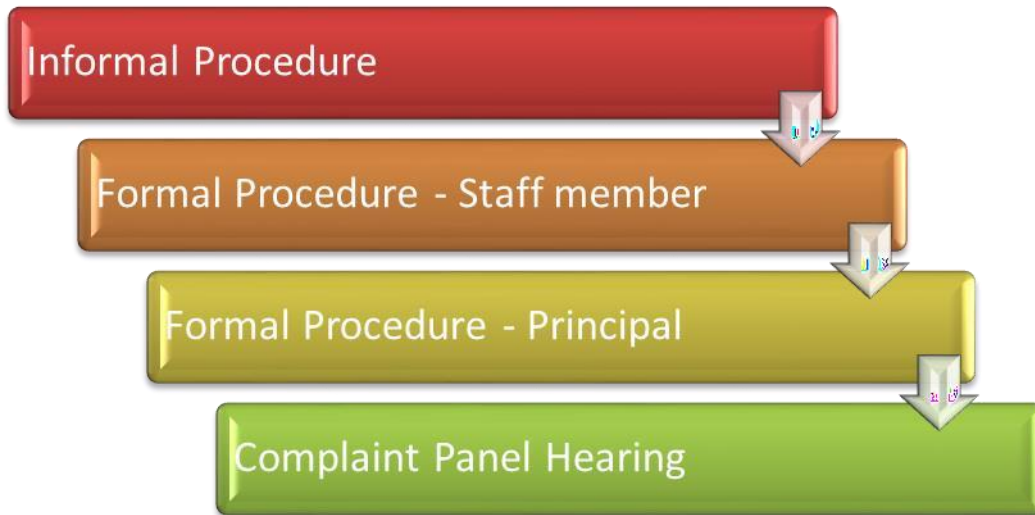 Informal Procedure
Formal Procedure - Staff member
Formal Procedure - Principal
Complaint Panel Hearing